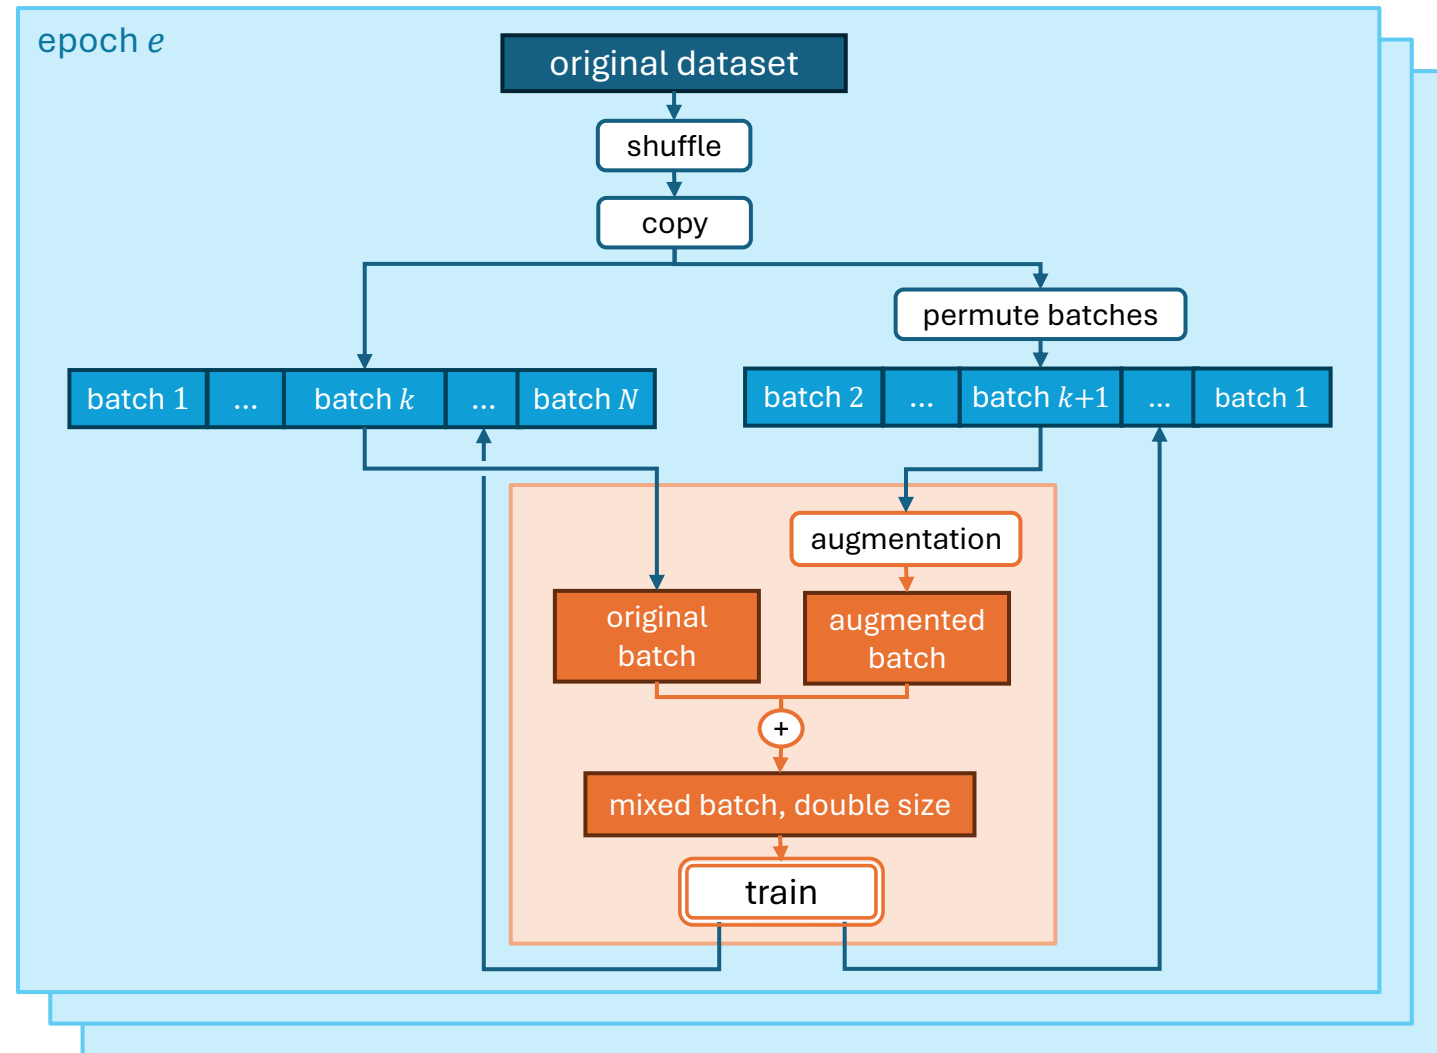 epoch e
original dataset
shuffle
copy
permute batches
batch 1 ... batch k ... batch N
batch 2 ... batch k+1 ... batch 1
augmentation
original
batch
augmented
batch
+
mixed batch, double size
train